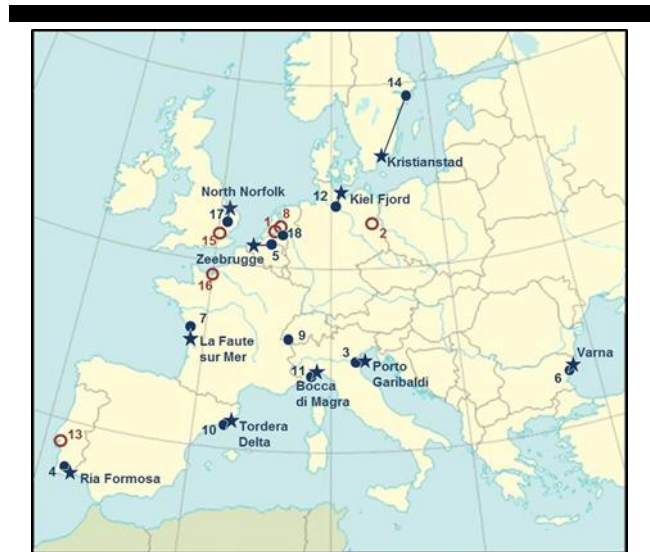 14
Kristianstad
North Norfolk
12
Kiel Fjord
17
1
8
18
2
15
Zeebrugge
5
16
7
La Faute
sur Mer
9
3
Porto
Garibaldi
Varna
6
11
Bocca
di Magra
10
Tordera
Delta
13
4
Ria Formosa